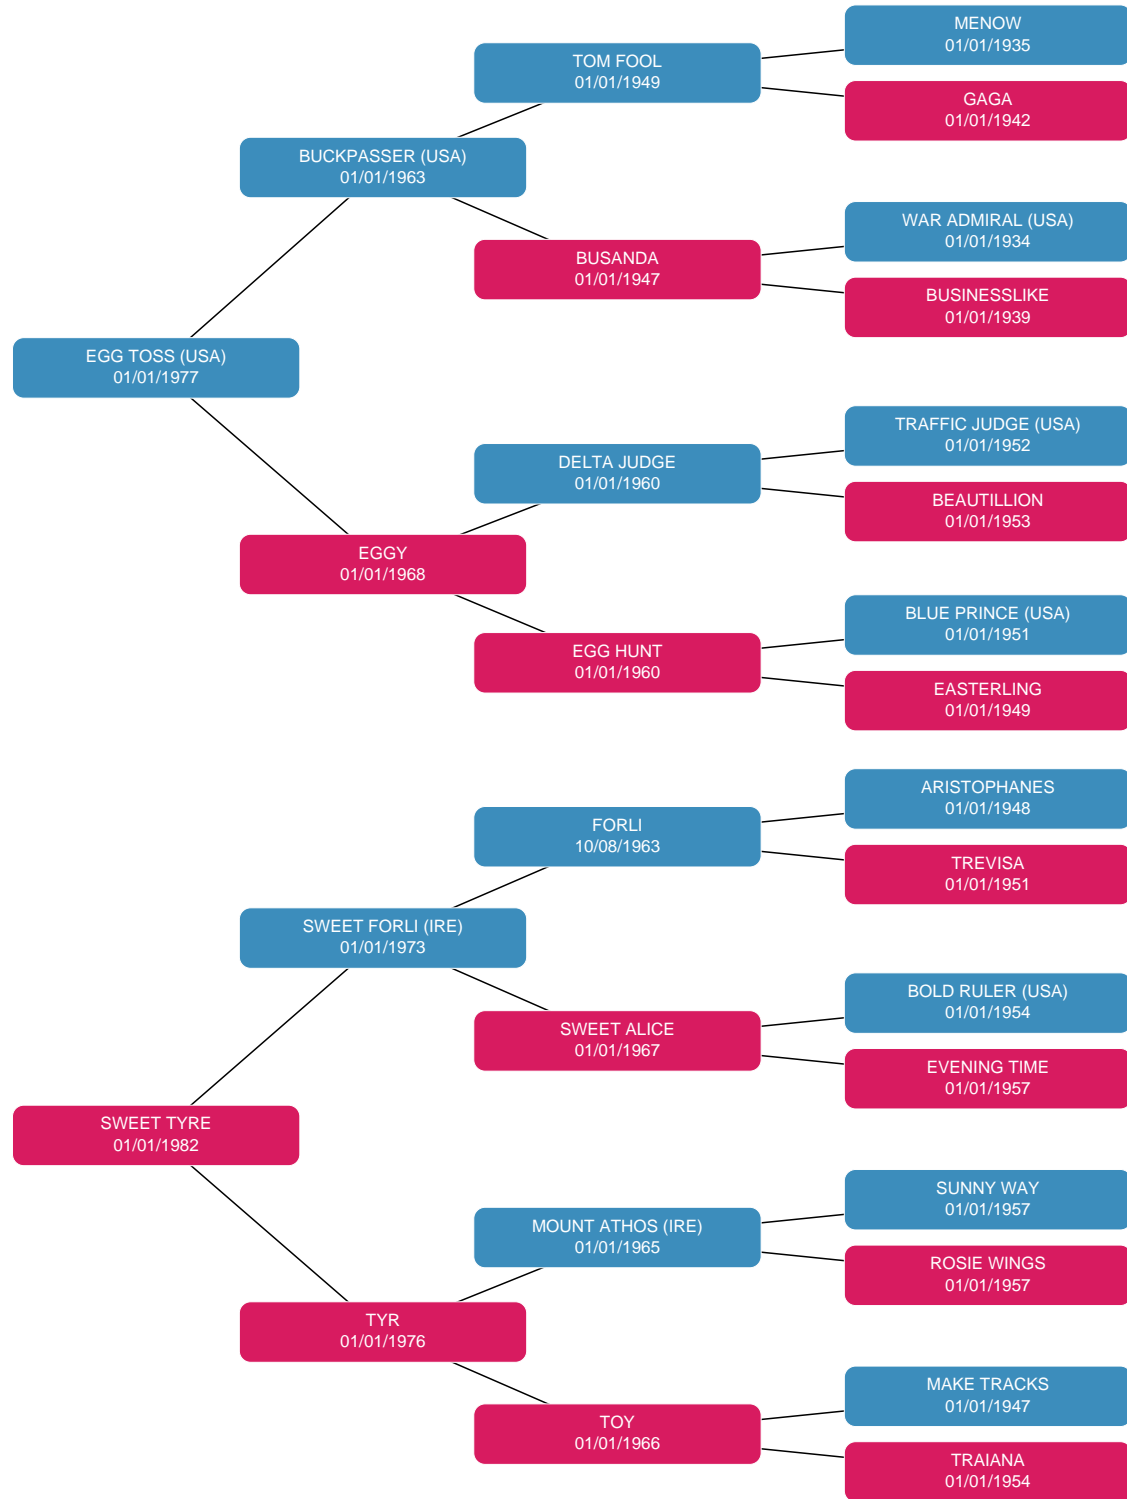 MENOW
01/01/1935
TOM FOOL
01/01/1949
GAGA
01/01/1942
BUCKPASSER (USA)
01/01/1963
WAR ADMIRAL (USA)
01/01/1934
BUSANDA
01/01/1947
BUSINESSLIKE
01/01/1939
EGG TOSS (USA)
01/01/1977
TRAFFIC JUDGE (USA)
01/01/1952
DELTA JUDGE
01/01/1960
BEAUTILLION
01/01/1953
EGGY
01/01/1968
BLUE PRINCE (USA)
01/01/1951
EGG HUNT
01/01/1960
EASTERLING
01/01/1949
ARISTOPHANES
01/01/1948
FORLI
10/08/1963
TREVISA
01/01/1951
SWEET FORLI (IRE)
01/01/1973
BOLD RULER (USA)
01/01/1954
SWEET ALICE
01/01/1967
EVENING TIME
01/01/1957
SWEET TYRE
01/01/1982
SUNNY WAY
01/01/1957
MOUNT ATHOS (IRE)
01/01/1965
ROSIE WINGS
01/01/1957
TYR
01/01/1976
MAKE TRACKS
01/01/1947
TOY
01/01/1966
TRAIANA
01/01/1954